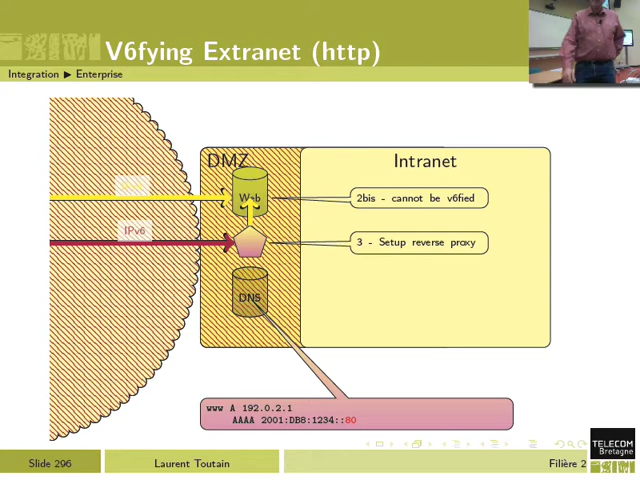 V6fying Extranet (http)
Integration ▶ Enterprise
DMZ
Intranet
Web
2bis - cannot be v6fied
IPv6
3 - Setup reverse proxy
DNS
www A 192.0.2.1
AAAA 2001:DB8:1234::80
TELECOM
Bretagne
Slide 296
Laurent Toutain
Filière 2